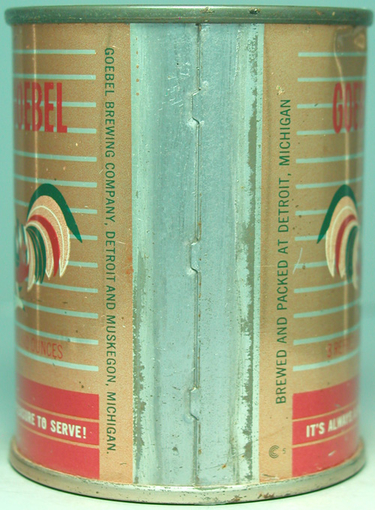 OEBEL
OUNCES
TO SERVE!
GOEBEL BREWING COMPANY, DETROIT AND MUSKEGON, MICHIGAN.
BREWED AND PACKED AT DETROIT, MICHIGAN
GOE
IT'S ALWAYS